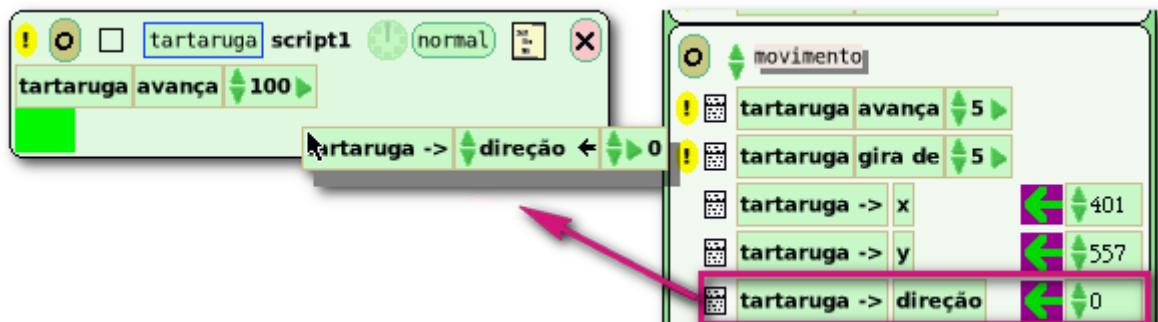 ! tartaruga script1 normal
tartaruga avança 100
tartaruga -> direção ← 0
movimento
! tartaruga avança 5
! tartaruga gira de 5
tartaruga -> x 401
tartaruga -> y 557
tartaruga -> direção 0